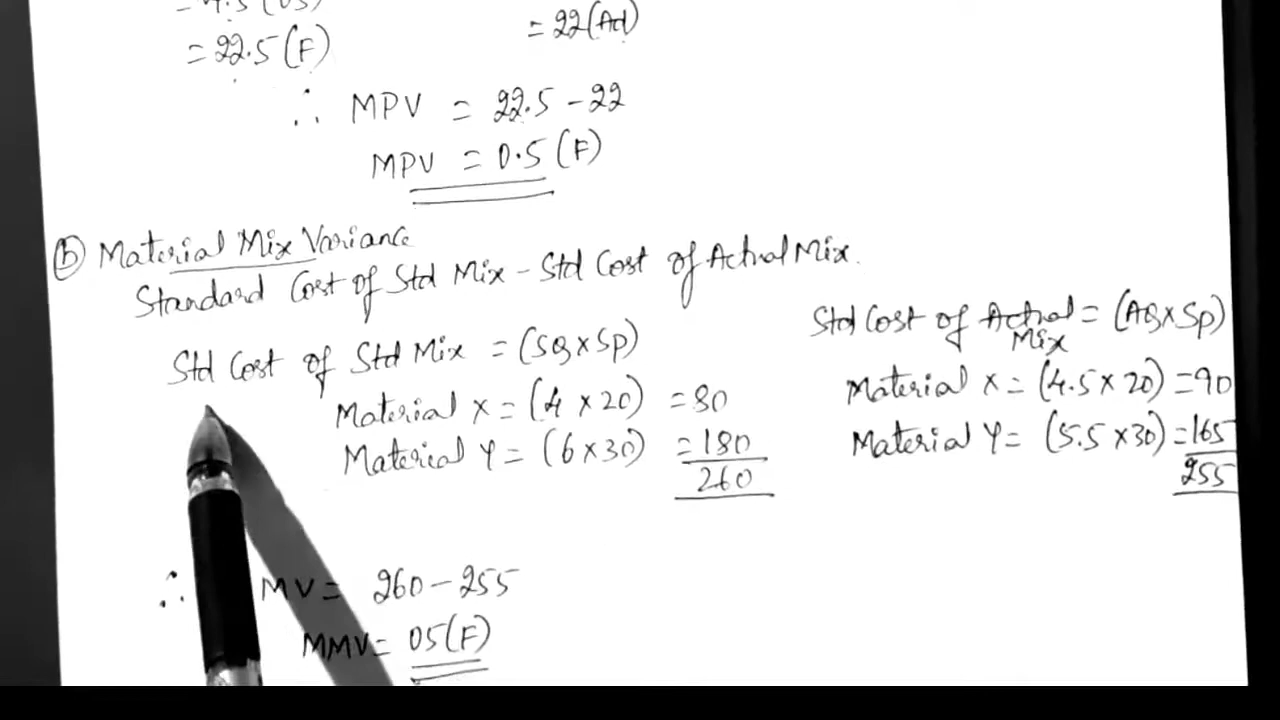 = 22.5 (F)
= 22 (Ad)
∴ MPV = 22.5 - 22
MPV = 0.5 (F)
(b) Material Mix Variance
Standard Cost of Std Mix - Std Cost of Actual Mix.
Std Cost of Std Mix = (SQ x SP)
Material X = (4 x 20) = 80
Material Y = (6 x 30) = 180
260
Std Cost of Actual Mix = (AQ x SP)
Material X = (4.5 x 20) = 90
Material Y = (5.5 x 30) = 165
255
∴ MV = 260 - 255
MMV = 05 (F)